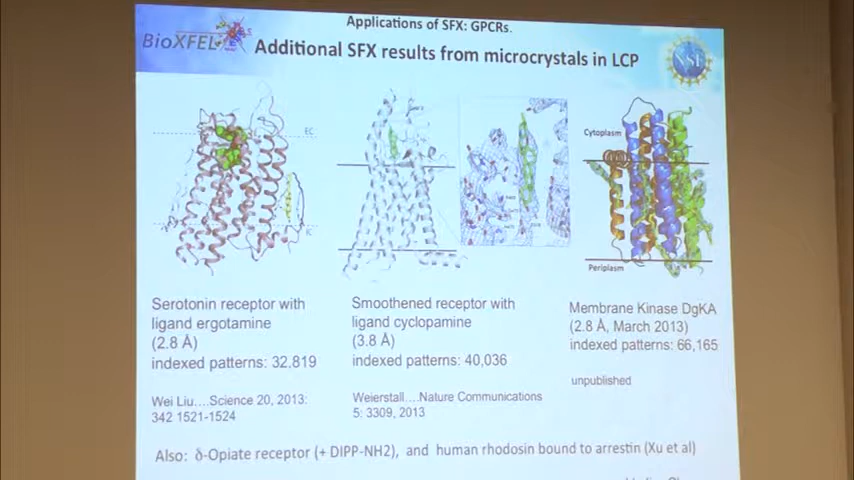 Applications of SFX: GPCRs.
BioXFEL
Additional SFX results from microcrystals in LCP
NSF
EC
Cytoplasm
Periplasm
Serotonin receptor with
ligand ergotamine
(2.8 Å)
indexed patterns: 32,819
Wei Liu....Science 20, 2013:
342 1521-1524
Smoothened receptor with
ligand cyclopamine
(3.8 Å)
indexed patterns: 40,036
Weierstall....Nature Communications
5: 3309, 2013
Membrane Kinase DgKA
(2.8 Å, March 2013)
indexed patterns: 66,165
unpublished
Also: δ-Opiate receptor (+ DIPP-NH2), and human rhodosin bound to arrestin (Xu et al)